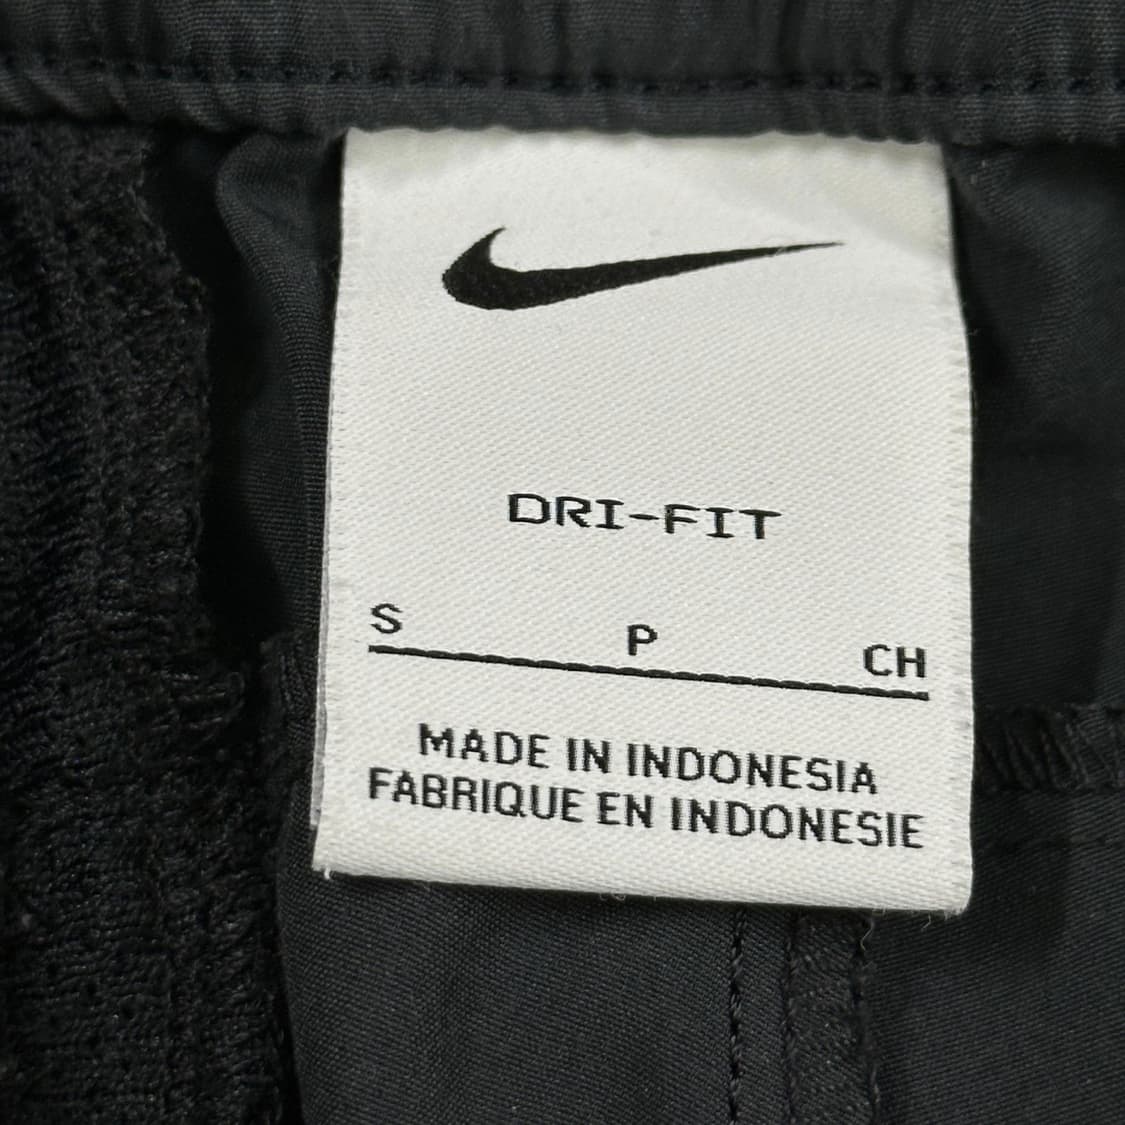 DRI-FIT
S P CH
MADE IN INDONESIA
FABRIQUE EN INDONESIE